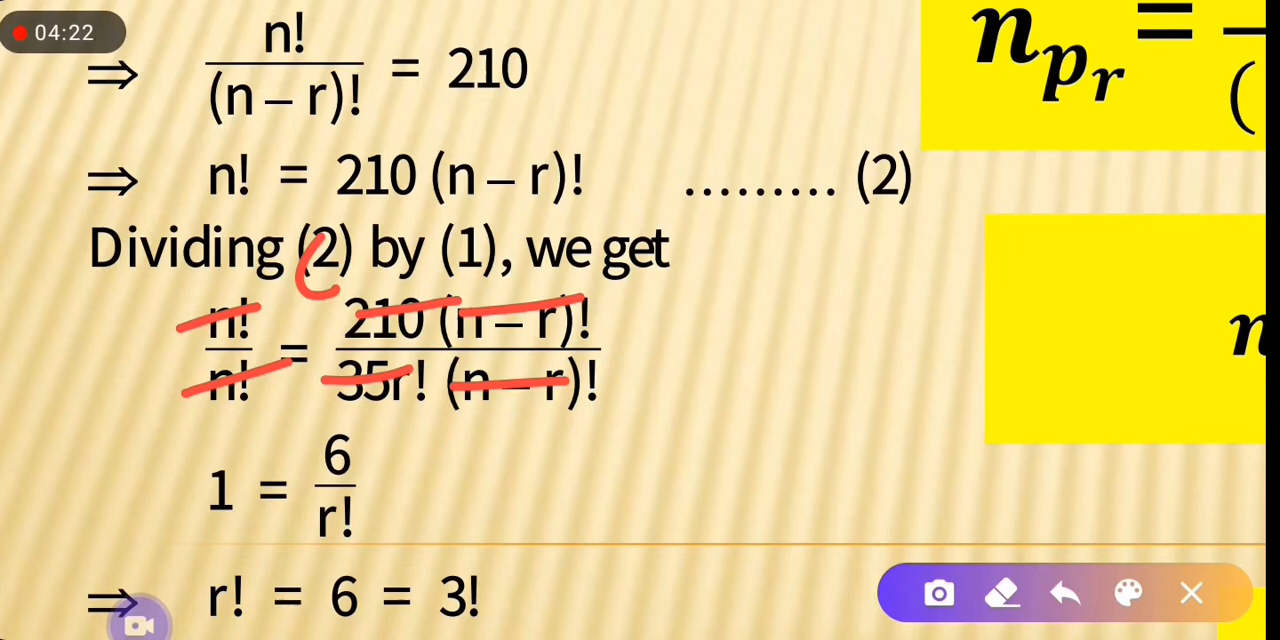 04:22
⇒ n!/(n – r)! = 210
⇒ n! = 210 (n – r)! ……… (2)
Dividing (2) by (1), we get
n!/n! = 210 (n – r)!/35r! (n – r)!
1 = 6/r!
⇒ r! = 6 = 3!
n p r = (
n